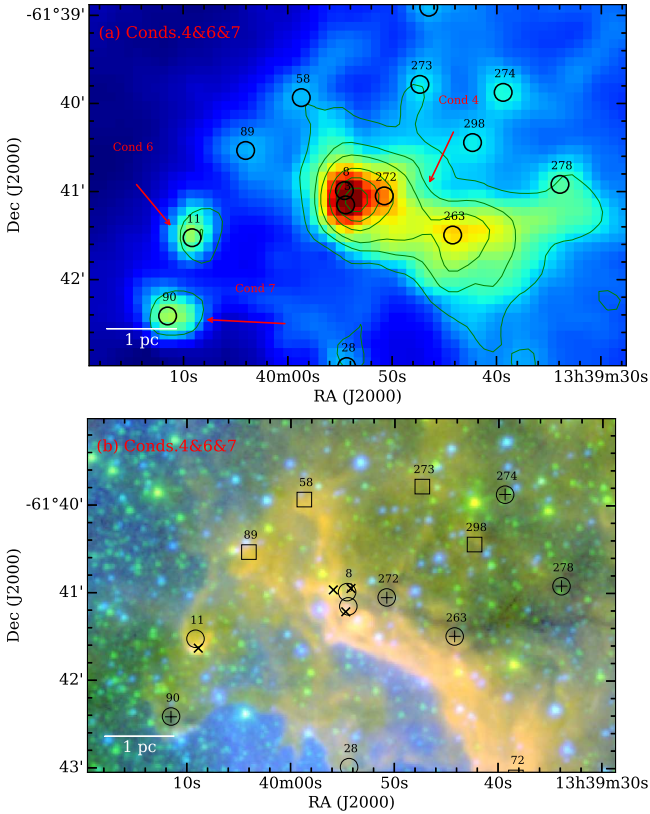 -61°39'
(a) Conds.4&6&7
273
58
274
Cond 4
40'
298
89
Cond 6
278
8
272
41'
11
263
Dec (J2000)
Cond 7
42'
90
1 pc
28
10s
40m00s
50s
40s
13h39m30s
RA (J2000)
(b) Conds.4&6&7
273
274
58
-61°40'
298
89
8
272
278
41'
11
263
Dec (J2000)
42'
90
1 pc
28
72
43'
10s
40m00s
50s
40s
13h39m30s
RA (J2000)